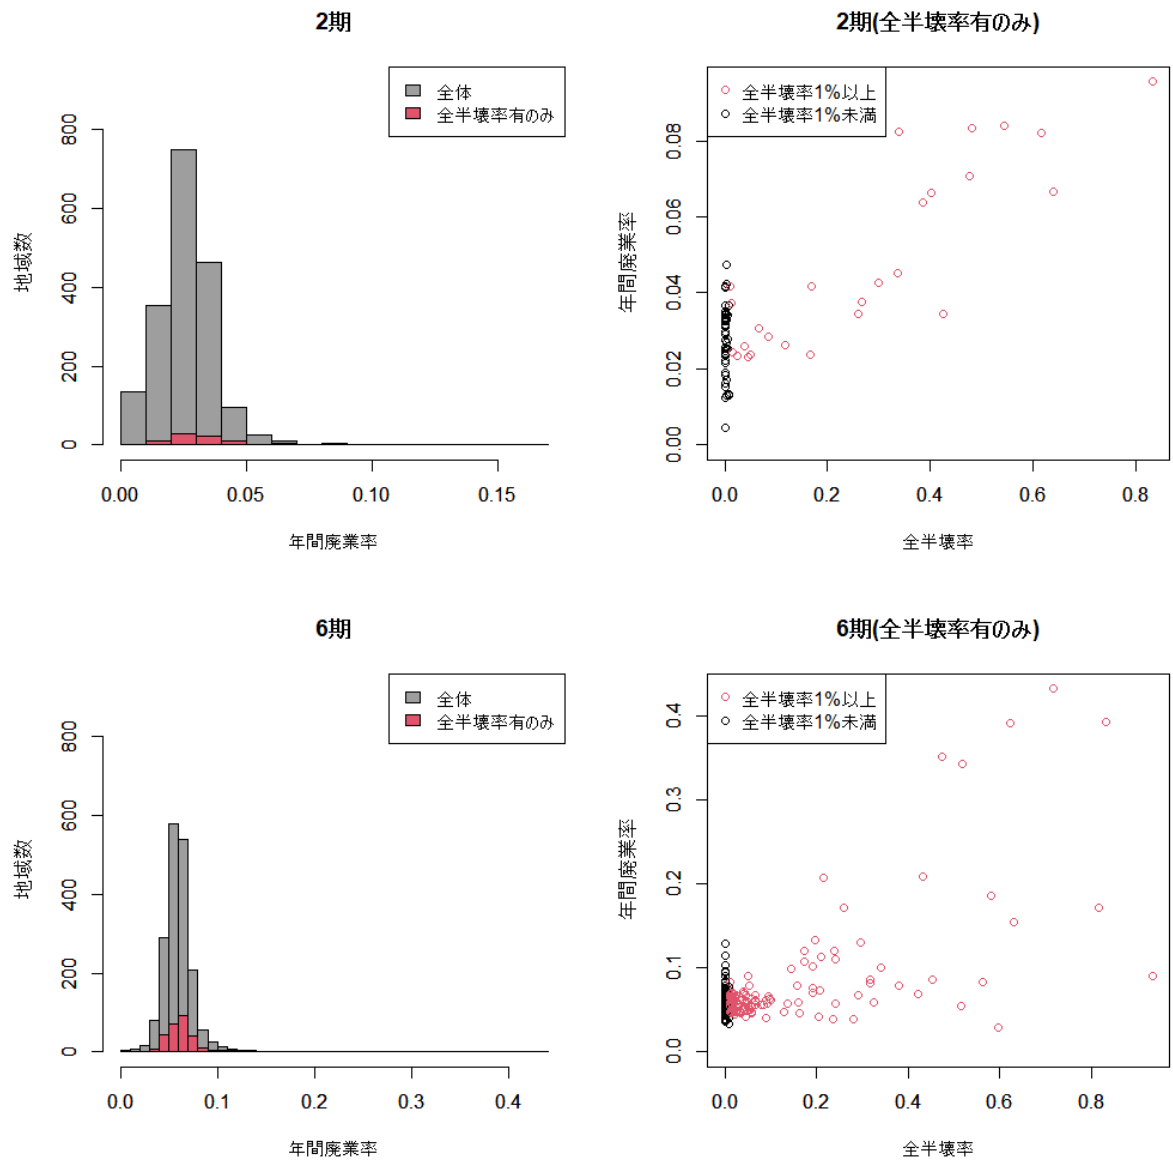 2期
全体
全半壊率有のみ
地域数
800
600
400
200
0
0.00 0.05 0.10 0.15
年間廃業率
2期(全半壊率有のみ)
全半壊率1%以上
全半壊率1%未満
年間廃業率
0.08
0.06
0.04
0.02
0.00
0.0 0.2 0.4 0.6 0.8
全半壊率
6期
全体
全半壊率有のみ
地域数
800
600
400
200
0
0.0 0.1 0.2 0.3 0.4
年間廃業率
6期(全半壊率有のみ)
全半壊率1%以上
全半壊率1%未満
年間廃業率
0.4
0.3
0.2
0.1
0.0
0.0 0.2 0.4 0.6 0.8
全半壊率